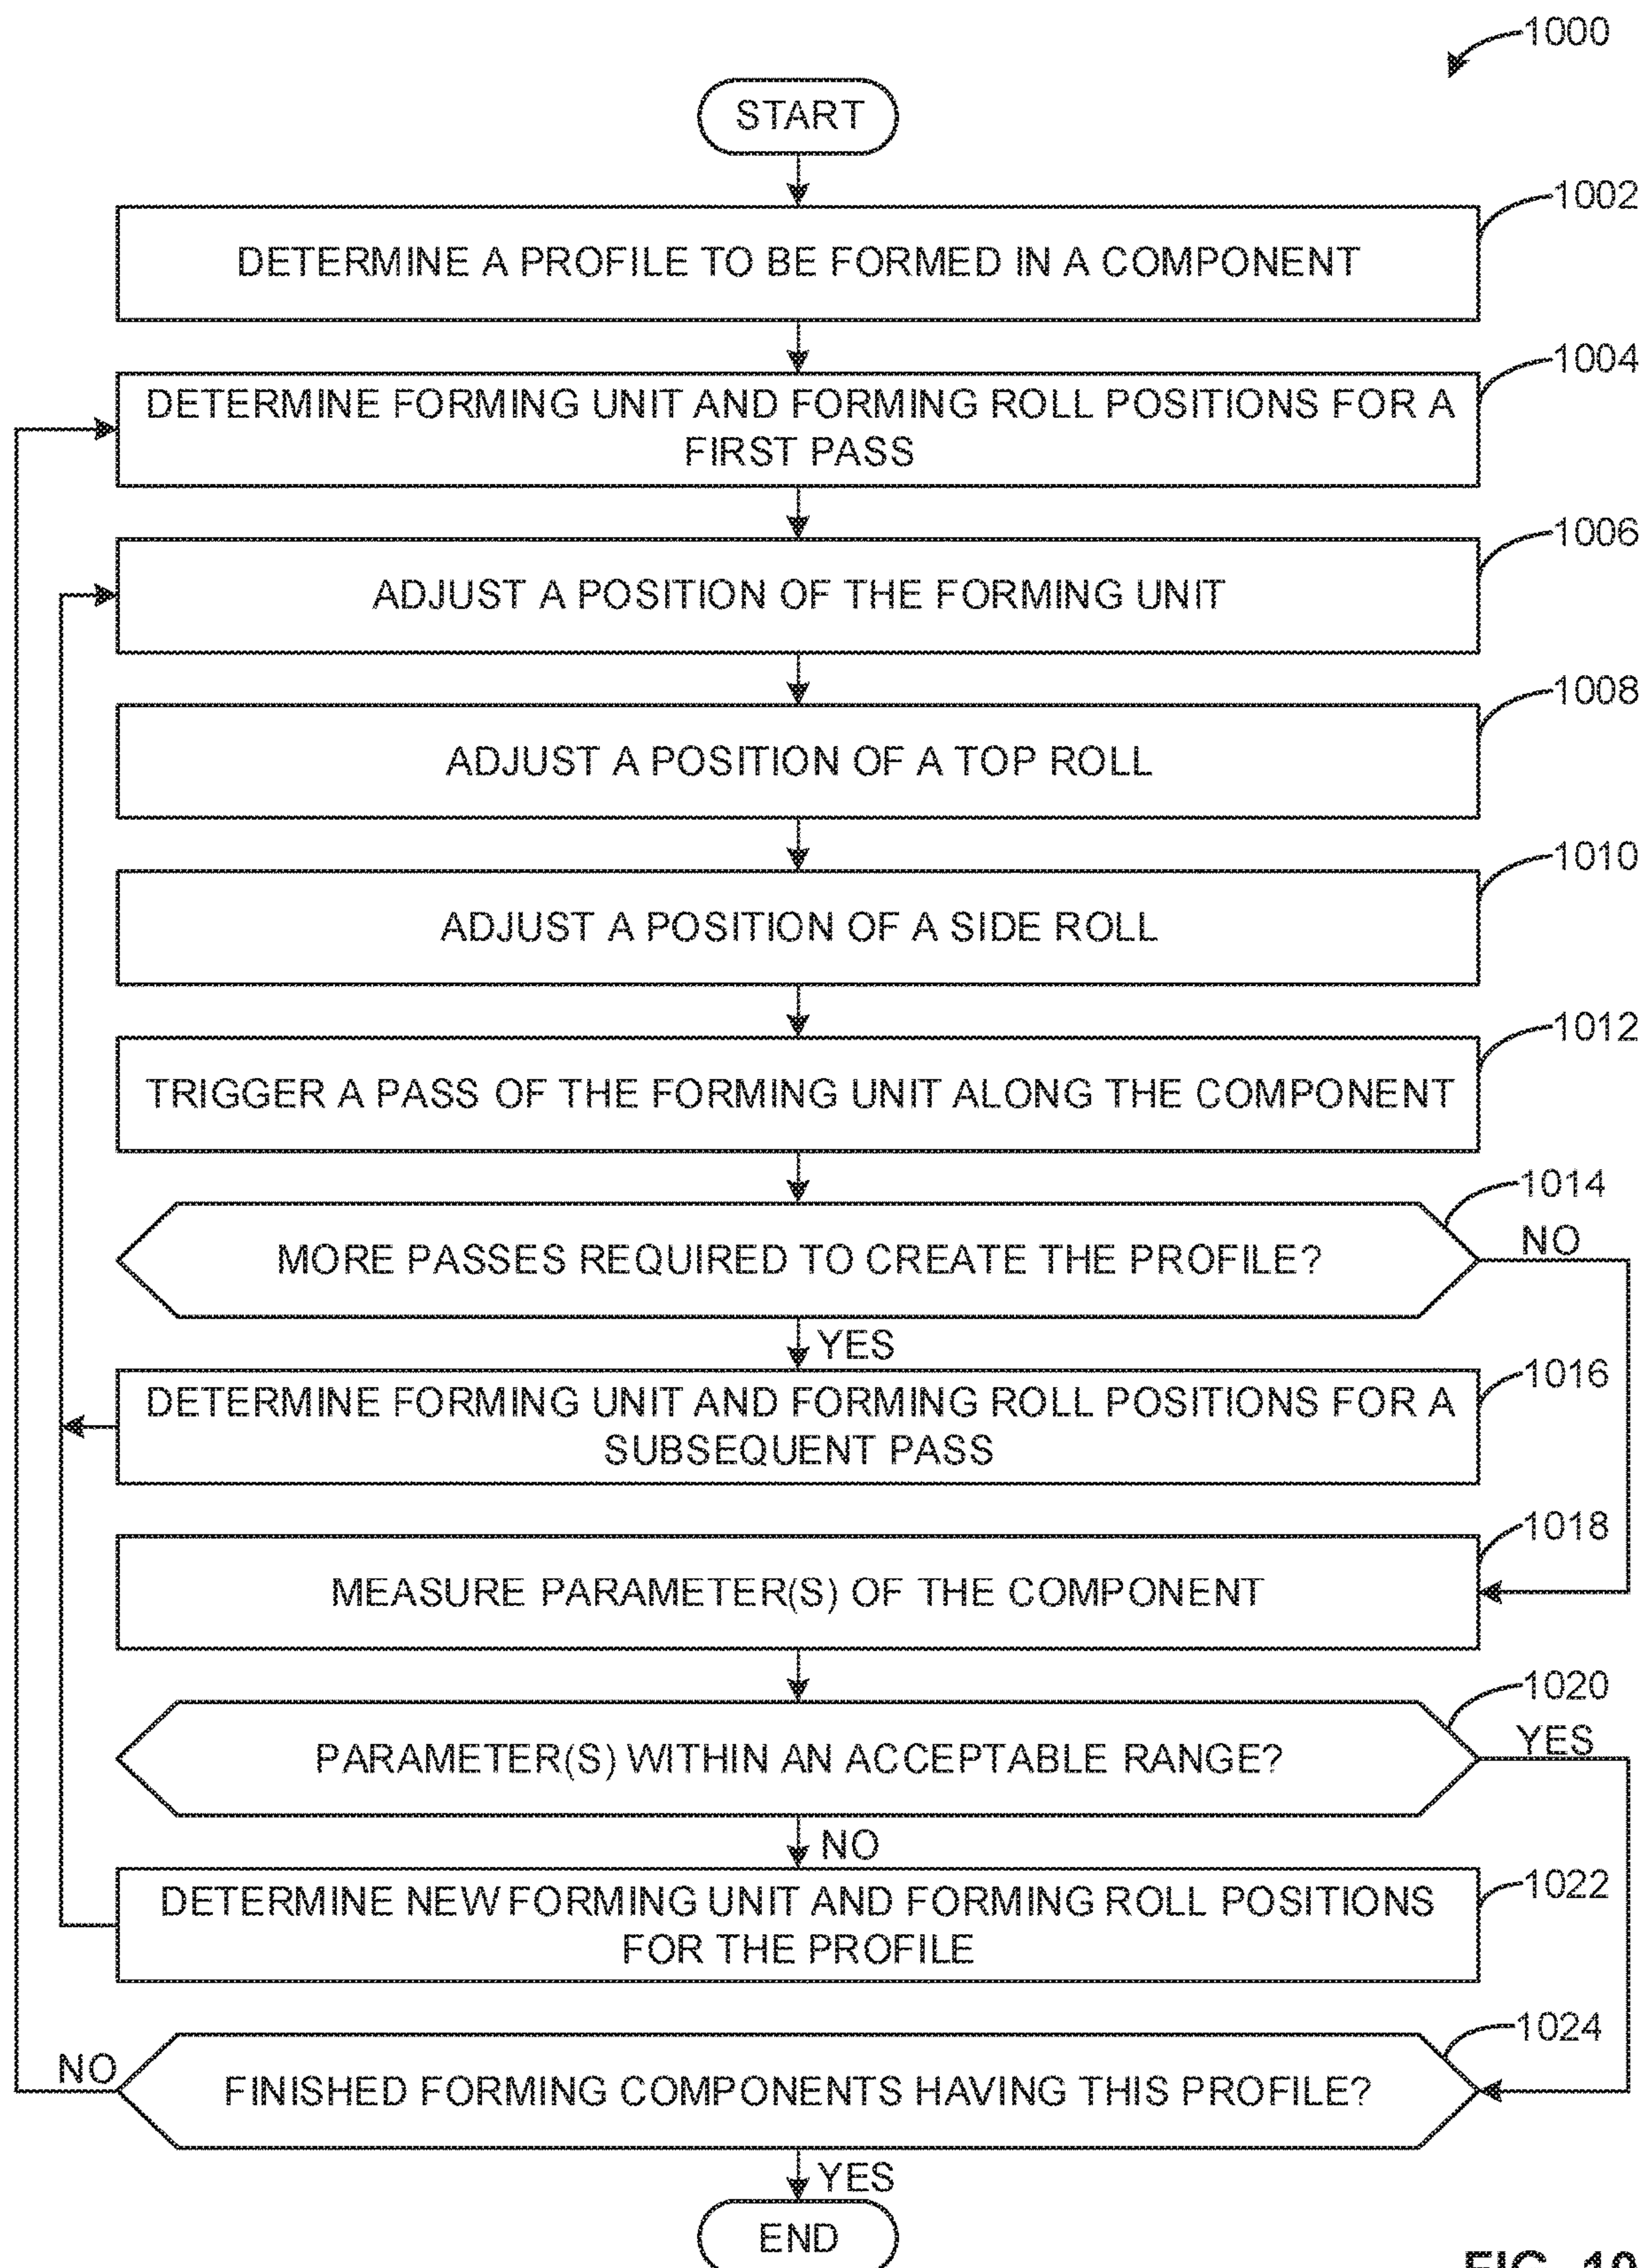 1000
START
1002
DETERMINE A PROFILE TO BE FORMED IN A COMPONENT
1004
DETERMINE FORMING UNIT AND FORMING ROLL POSITIONS FOR A
FIRST PASS
1006
ADJUST A POSITION OF THE FORMING UNIT
1008
ADJUST A POSITION OF A TOP ROLL
1010
ADJUST A POSITION OF A SIDE ROLL
1012
TRIGGER A PASS OF THE FORMING UNIT ALONG THE COMPONENT
1014
MORE PASSES REQUIRED TO CREATE THE PROFILE?
NO
YES
1016
DETERMINE FORMING UNIT AND FORMING ROLL POSITIONS FOR A
SUBSEQUENT PASS
1018
MEASURE PARAMETER(S) OF THE COMPONENT
1020
PARAMETER(S) WITHIN AN ACCEPTABLE RANGE?
YES
NO
1022
DETERMINE NEW FORMING UNIT AND FORMING ROLL POSITIONS
FOR THE PROFILE
1024
NO
FINISHED FORMING COMPONENTS HAVING THIS PROFILE?
YES
END
FIG. 10